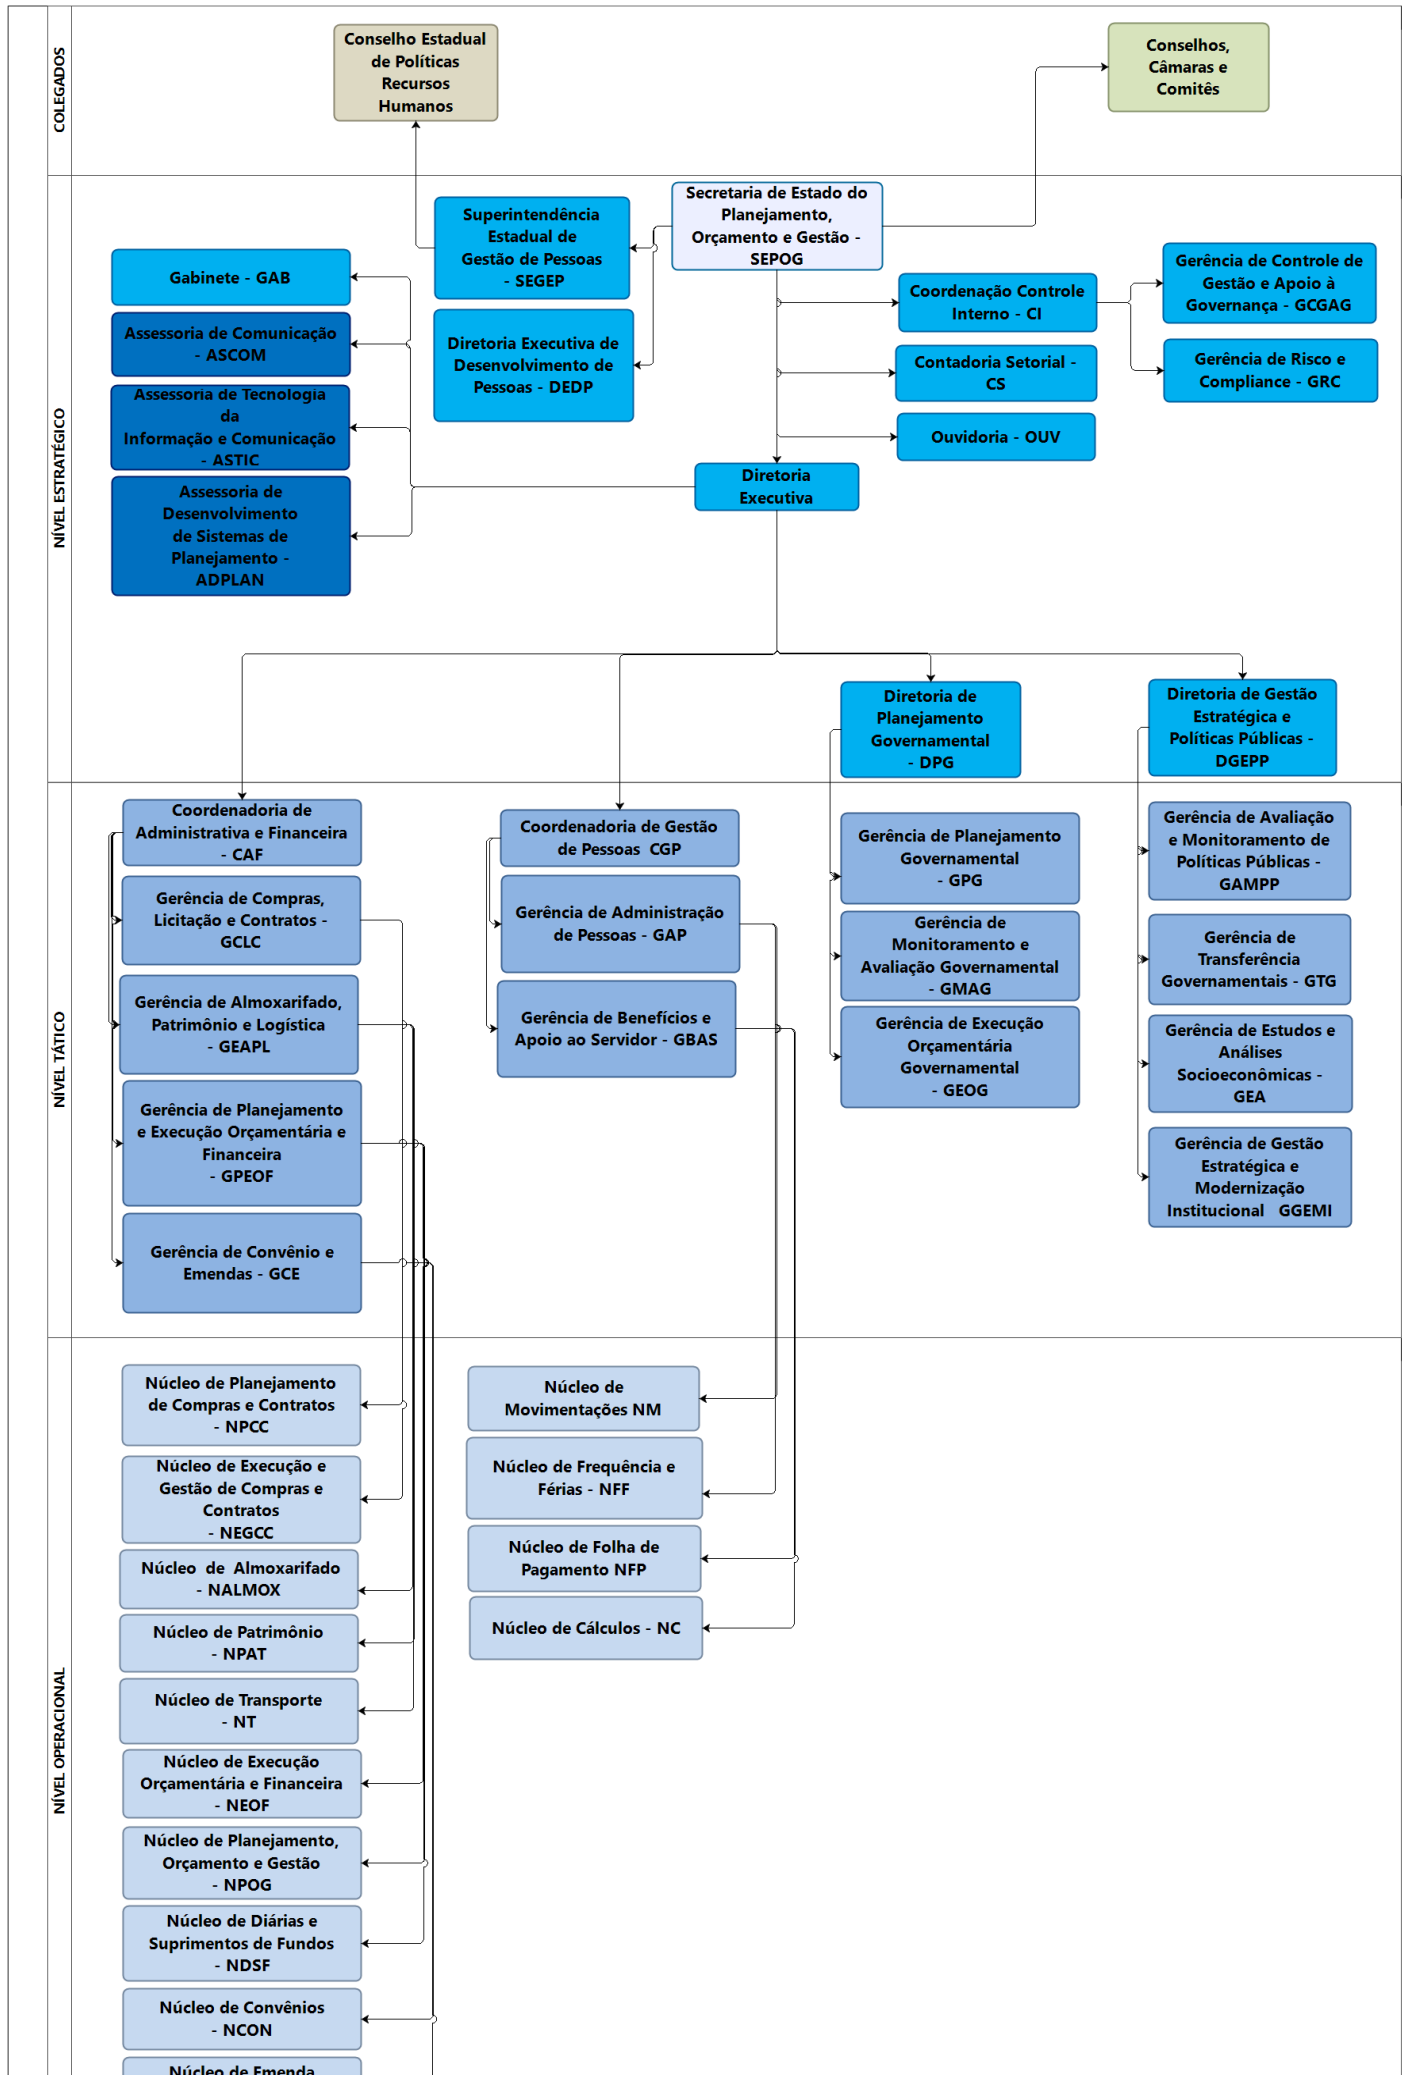 COLEGADOS
Conselho Estadual
de Políticas
Recursos
Humanos
Conselhos,
Câmaras e
Comitês
NÍVEL ESTRATÉGICO
Secretaria de Estado do
Planejamento,
Orçamento e Gestão -
SEPOG
Superintendência
Estadual de
Gestão de Pessoas
- SEGEP
Diretoria Executiva de
Desenvolvimento de
Pessoas - DEDP
Gabinete - GAB
Assessoria de Comunicação
- ASCOM
Assessoria de Tecnologia
da
Informação e Comunicação
- ASTIC
Assessoria de
Desenvolvimento
de Sistemas de
Planejamento -
ADPLAN
Coordenação Controle
Interno - CI
Contadoria Setorial -
CS
Ouvidoria - OUV
Gerência de Controle de
Gestão e Apoio à
Governança - GCGAG
Gerência de Risco e
Compliance - GRC
Diretoria
Executiva
Diretoria de
Planejamento
Governamental
- DPG
Diretoria de Gestão
Estratégica e
Políticas Públicas -
DGEPP
NÍVEL TÁTICO
Coordenadoria de
Administrativa e Financeira
- CAF
Gerência de Compras,
Licitação e Contratos -
GCLC
Gerência de Almoxarifado,
Patrimônio e Logística
- GEAPL
Gerência de Planejamento
e Execução Orçamentária e
Financeira
- GPEOF
Gerência de Convênio e
Emendas - GCE
Coordenadoria de Gestão
de Pessoas  CGP
Gerência de Administração
de Pessoas - GAP
Gerência de Benefícios e
Apoio ao Servidor - GBAS
Gerência de Planejamento
Governamental
- GPG
Gerência de
Monitoramento e
Avaliação Governamental
- GMAG
Gerência de Execução
Orçamentária
Governamental
- GEOG
Gerência de Avaliação
e Monitoramento de
Políticas Públicas -
GAMPP
Gerência de
Transferência
Governamentais - GTG
Gerência de Estudos e
Análises
Socioeconômicas -
GEA
Gerência de Gestão
Estratégica e
Modernização
Institucional   GGEMI
NÍVEL OPERACIONAL
Núcleo de Planejamento
de Compras e Contratos
- NPCC
Núcleo de Execução e
Gestão de Compras e
Contratos
- NEGCC
Núcleo  de  Almoxarifado
- NALMOX
Núcleo de Patrimônio
- NPAT
Núcleo de Transporte
- NT
Núcleo de Execução
Orçamentária e Financeira
- NEOF
Núcleo de Planejamento,
Orçamento e Gestão
- NPOG
Núcleo de Diárias e
Suprimentos de Fundos
- NDSF
Núcleo de Convênios
- NCON
Núcleo de Emenda
Núcleo de
Movimentações NM
Núcleo de Frequência e
Férias - NFF
Núcleo de Folha de
Pagamento NFP
Núcleo de Cálculos - NC